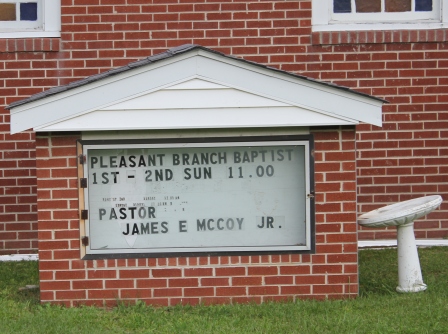 PLEASANT BRANCH BAPTIST
1ST - 2ND SUN 11.00
PASTOR
JAMES E MCCOY JR.